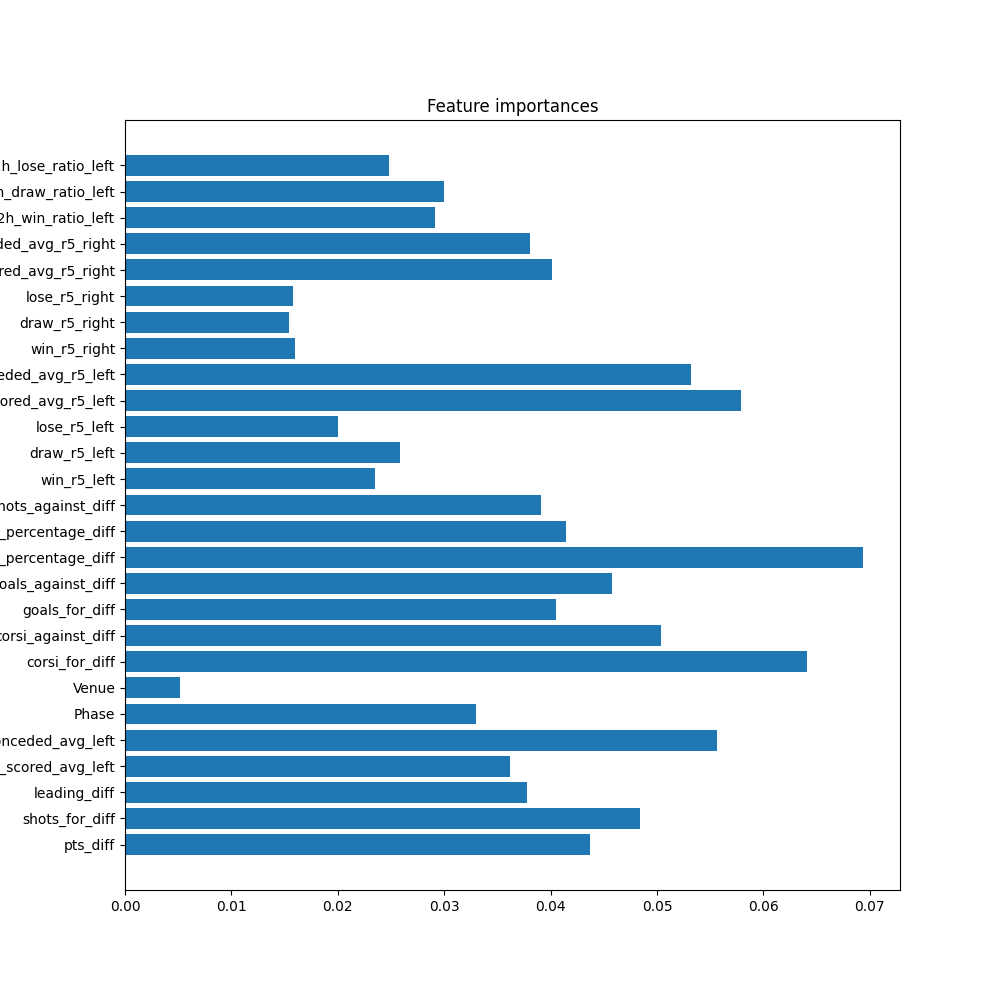 Feature importances
h_lose_ratio_left
_draw_ratio_left
2h_win_ratio_left
ded_avg_r5_right
red_avg_r5_right
lose_r5_right
draw_r5_right
win_r5_right
eded_avg_r5_left
ored_avg_r5_left
lose_r5_left
draw_r5_left
win_r5_left
hots_against_diff
_percentage_diff
_percentage_diff
oals_against_diff
goals_for_diff
corsi_against_diff
corsi_for_diff
Venue
Phase
nceded_avg_left
_scored_avg_left
leading_diff
shots_for_diff
pts_diff
0.00 0.01 0.02 0.03 0.04 0.05 0.06 0.07